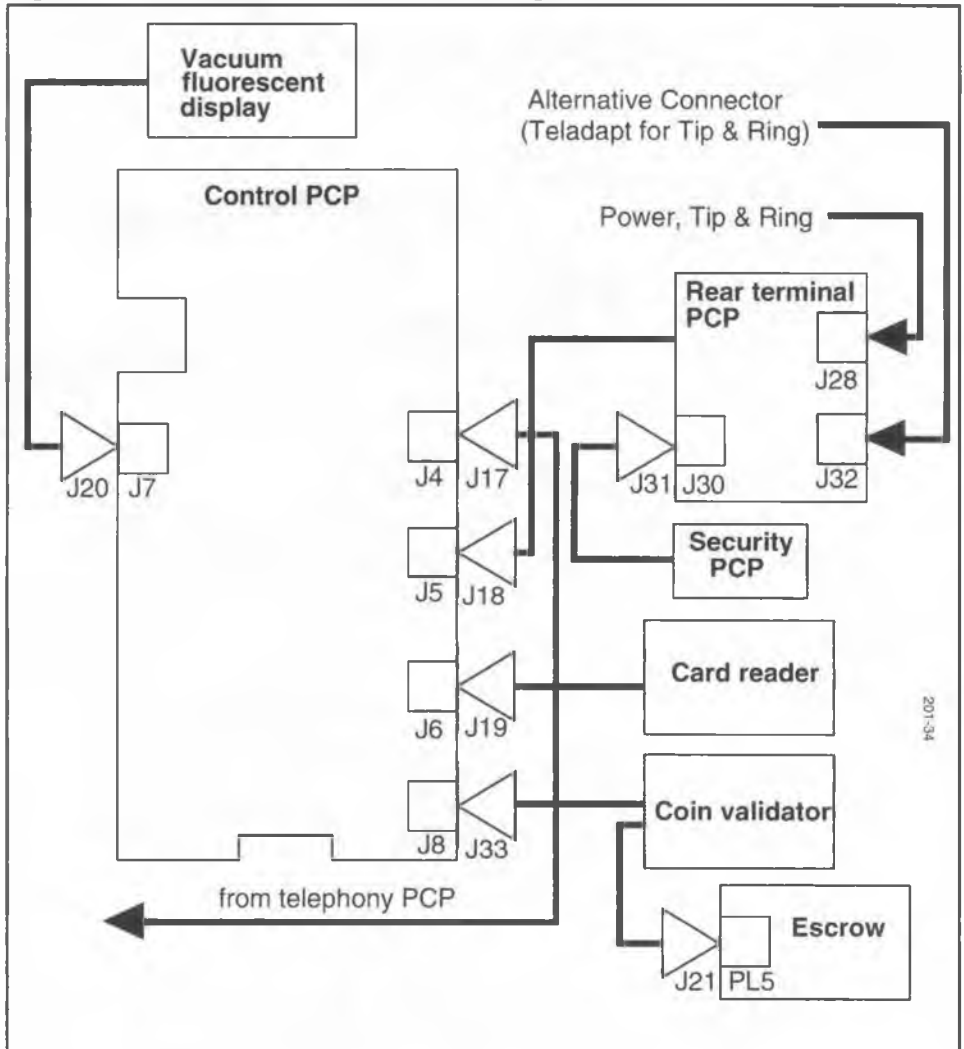 Vacuum
fluorescent
display
Alternative Connector
(Teladapt for Tip & Ring)
Control PCP
Power, Tip & Ring
Rear terminal
PCP
J28
J20
J7
J4
J17
J31
J30
J32
Security
PCP
J5
J18
Card reader
J6
J19
201-34
Coin validator
J8
J33
from telephony PCP
Escrow
J21
PL5